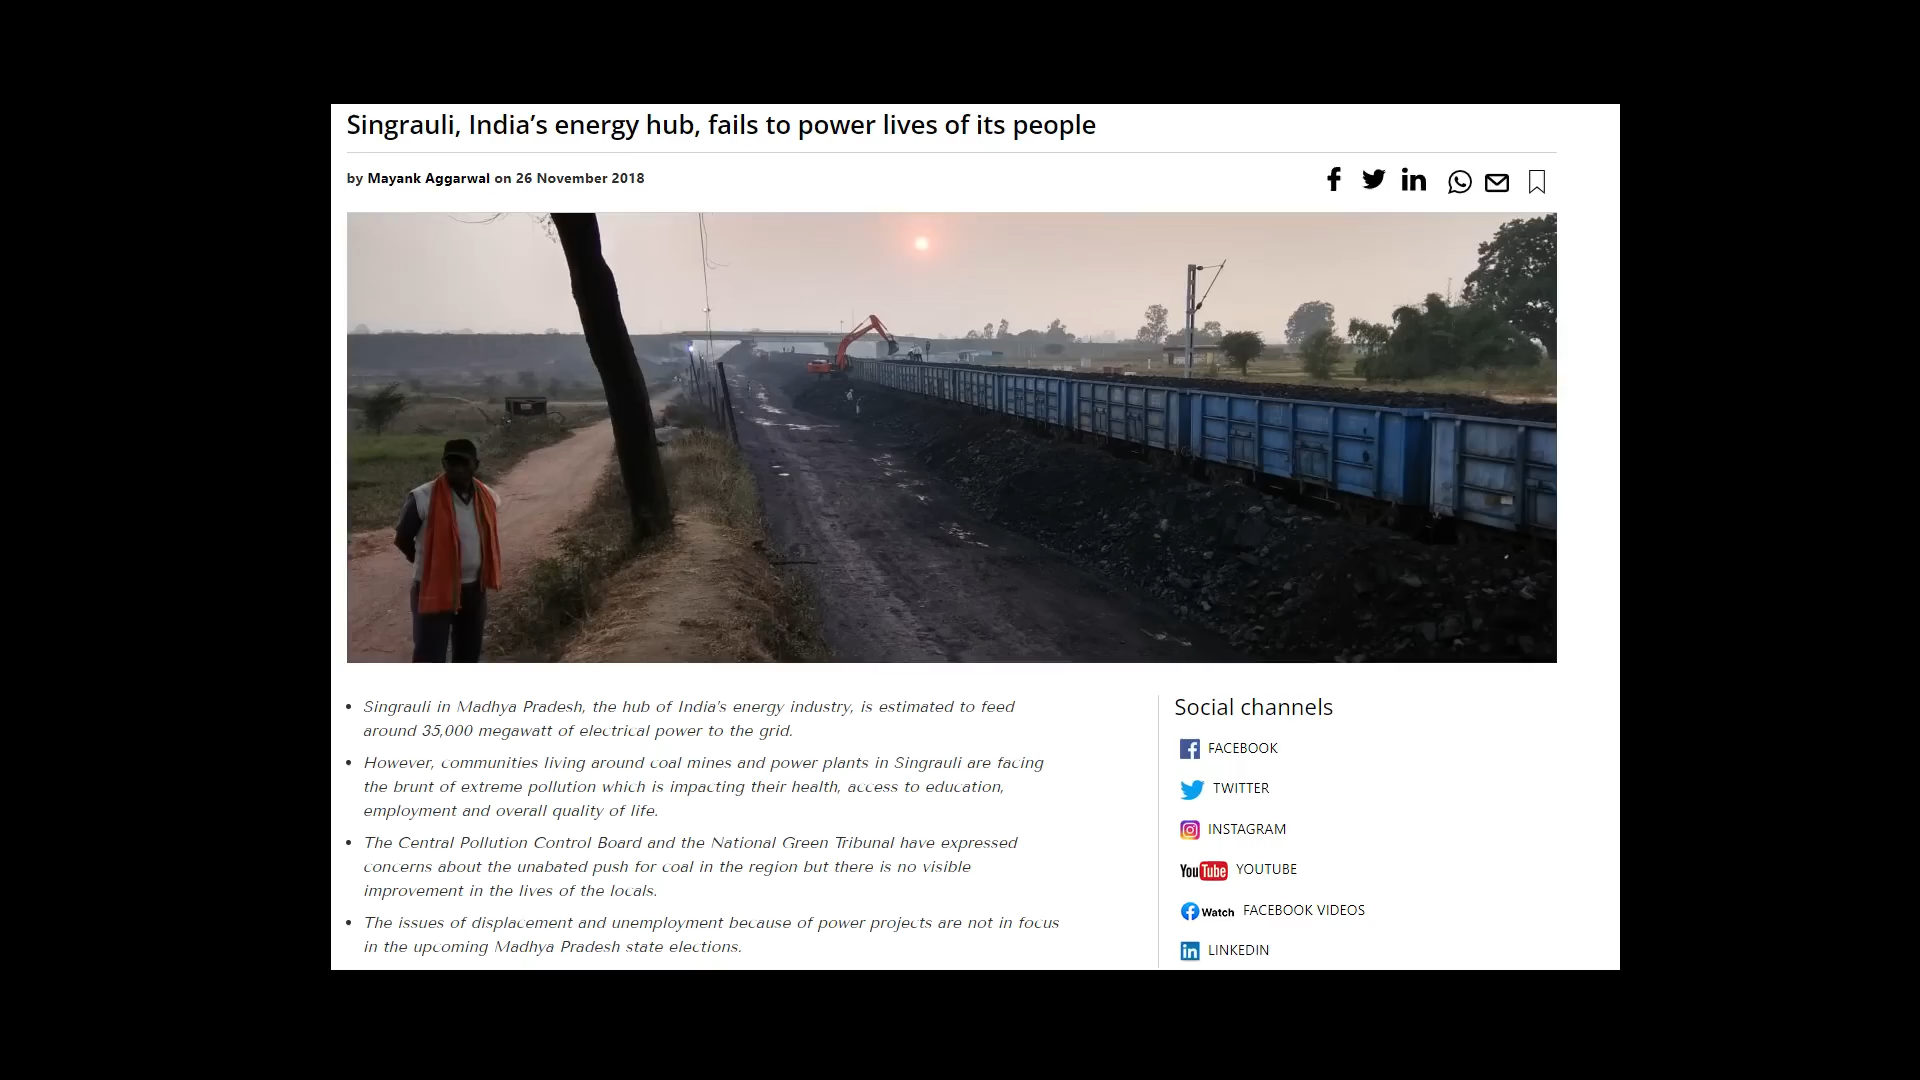 Singrauli, India’s energy hub, fails to power lives of its people
by Mayank Aggarwal on 26 November 2018
• Singrauli in Madhya Pradesh, the hub of India’s energy industry, is estimated to feed
around 35,000 megawatt of electrical power to the grid.
• However, communities living around coal mines and power plants in Singrauli are facing
the brunt of extreme pollution which is impacting their health, access to education,
employment and overall quality of life.
• The Central Pollution Control Board and the National Green Tribunal have expressed
concerns about the unabated push for coal in the region but there is no visible
improvement in the lives of the locals.
• The issues of displacement and unemployment because of power projects are not in focus
in the upcoming Madhya Pradesh state elections.
Social channels
FACEBOOK
TWITTER
INSTAGRAM
YouTube YOUTUBE
Watch FACEBOOK VIDEOS
in LINKEDIN